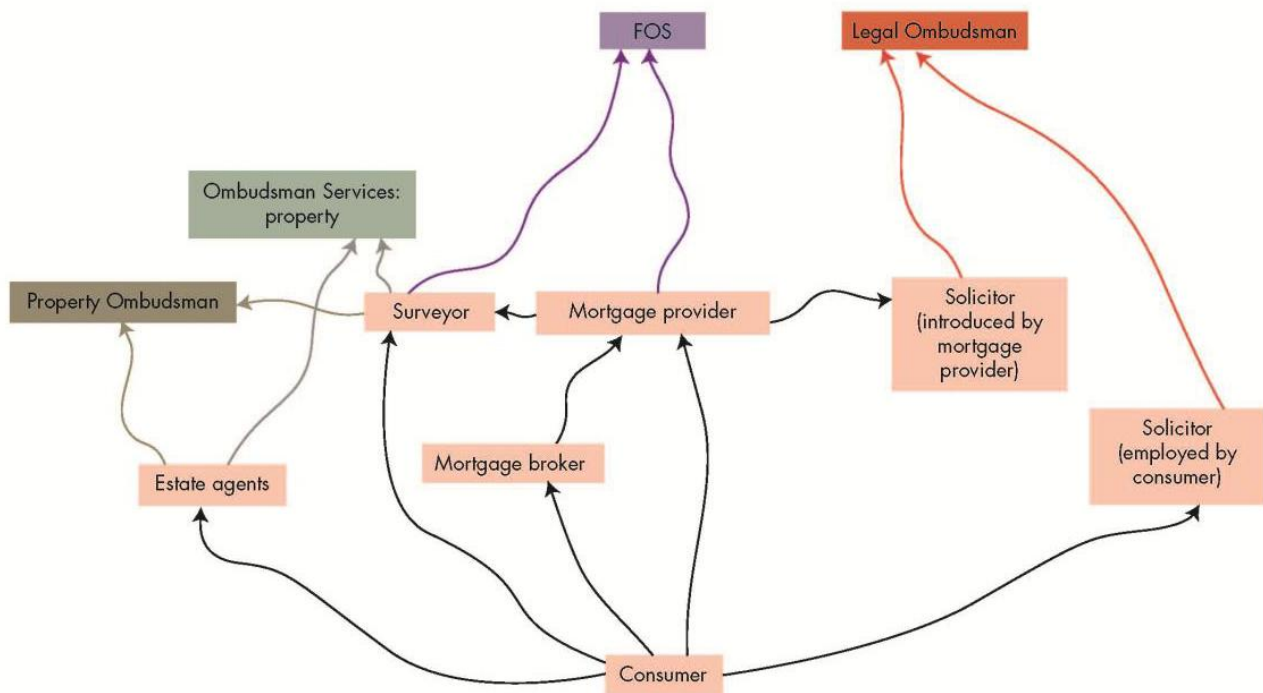 FOS
Legal Ombudsman
Ombudsman Services:
property
Property Ombudsman
Surveyor
Mortgage provider
Solicitor
(introduced by
mortgage
provider)
Solicitor
(employed by
consumer)
Mortgage broker
Estate agents
Consumer